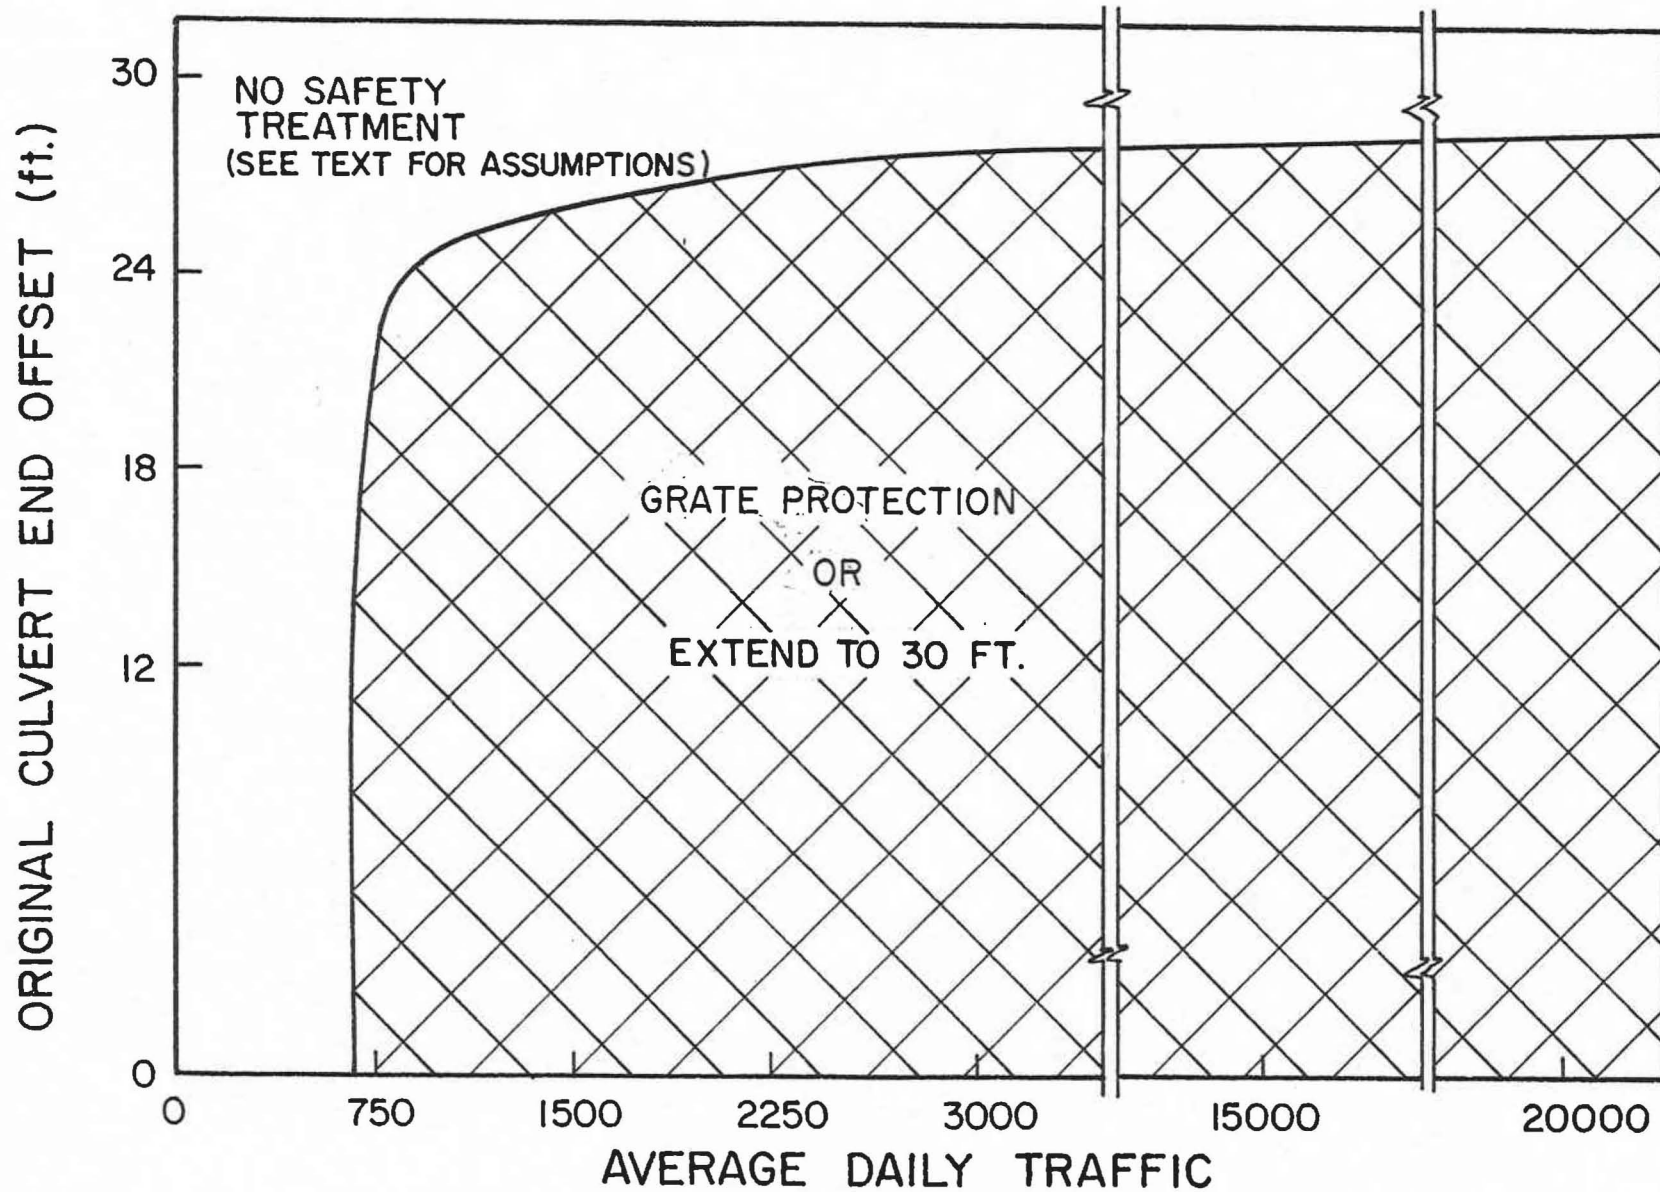 ORIGINAL CULVERT END OFFSET (ft.)
30
24
18
12
0
NO SAFETY
TREATMENT
(SEE TEXT FOR ASSUMPTIONS)
GRATE PROTECTION
OR
EXTEND TO 30 FT.
0 750 1500 2250 3000 15000 20000
AVERAGE DAILY TRAFFIC